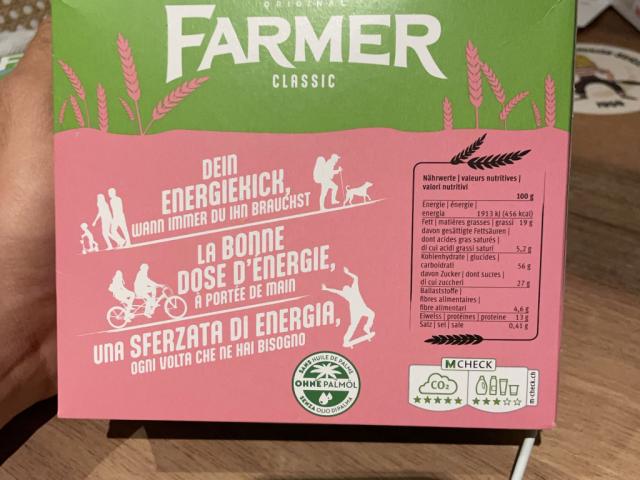 ORIGINAL
FARMER
CLASSIC
DEIN
ENERGIEKICK,
WANN IMMER DU IHN BRAUCHST
LA BONNE
DOSE D'ÉNERGIE,
À PORTÉE DE MAIN
UNA SFERZATA DI ENERGIA,
OGNI VOLTA CHE NE HAI BISOGNO
SANS HUILE DE PALME
OHNE PALMÖL
SENZA OLIO DI PALMA
Nährwerte | valeurs nutritives |
valori nutritivi
100 g
Energie | énergie |
energia 1913 kJ (456 kcal)
Fett | matières grasses | grassi 19 g
davon gesättigte Fettsäuren |
dont acides gras saturés |
di cui acidi grassi saturi 5,2 g
Kohlenhydrate | glucides |
carboidrati 56 g
davon Zucker | dont sucres |
di cui zuccheri 27 g
Ballaststoffe |
fibres alimentaires |
fibre alimentari 4,6 g
Eiweiss | protéines | proteine 13 g
Salz | sel | sale 0,41 g
M CHECK
CO₂
m-check.ch